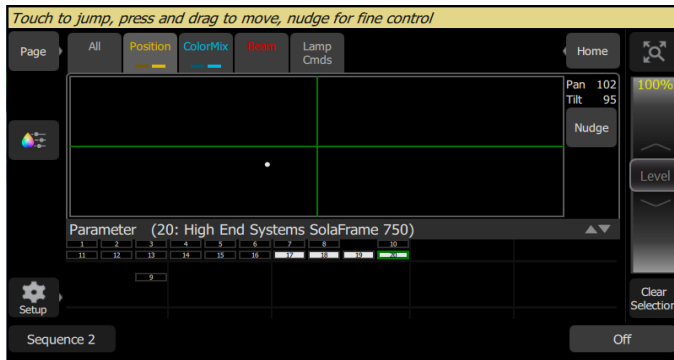 Touch to jump, press and drag to move, nudge for fine control
Page
All
Position
ColorMix
Beam
Lamp
Cmds
Home
Pan 102
Tilt 95
100%
Nudge
Level
Parameter (20: High End Systems SolaFrame 750)
1 2 3 4 5 6 7 8 10
11 12 13 14 15 16 17 18 19 20
9
Setup
Clear
Selection
Sequence 2
Off